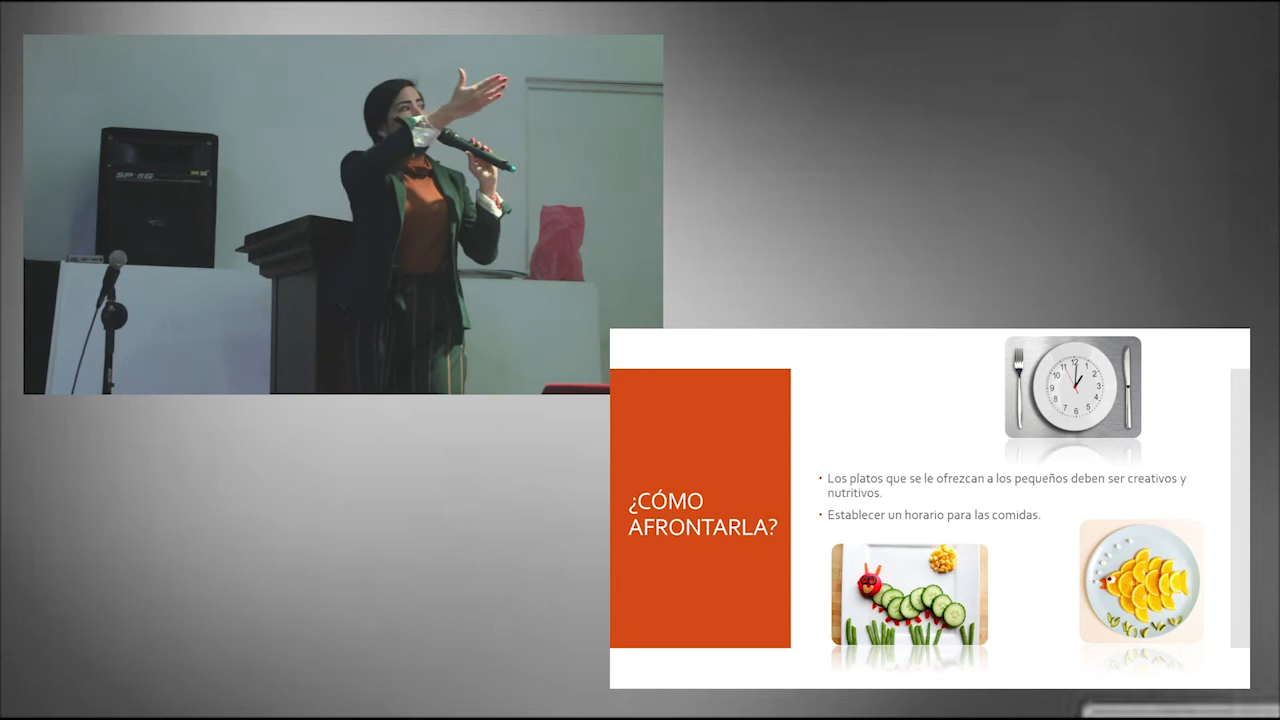 ¿CÓMO
AFRONTARLA?
• Los platos que se le ofrezcan a los pequeños deben ser creativos y
nutritivos.
• Establecer un horario para las comidas.